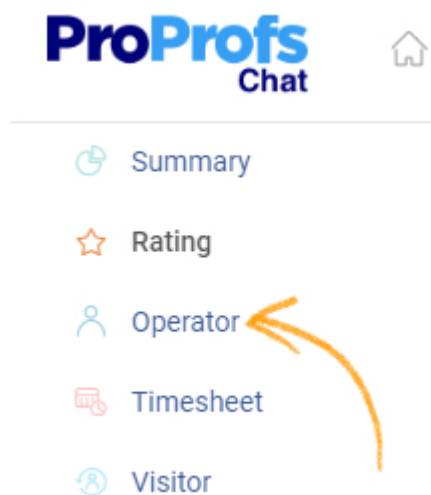 ProProfs
Chat
Summary
Rating
Operator
Timesheet
Visitor